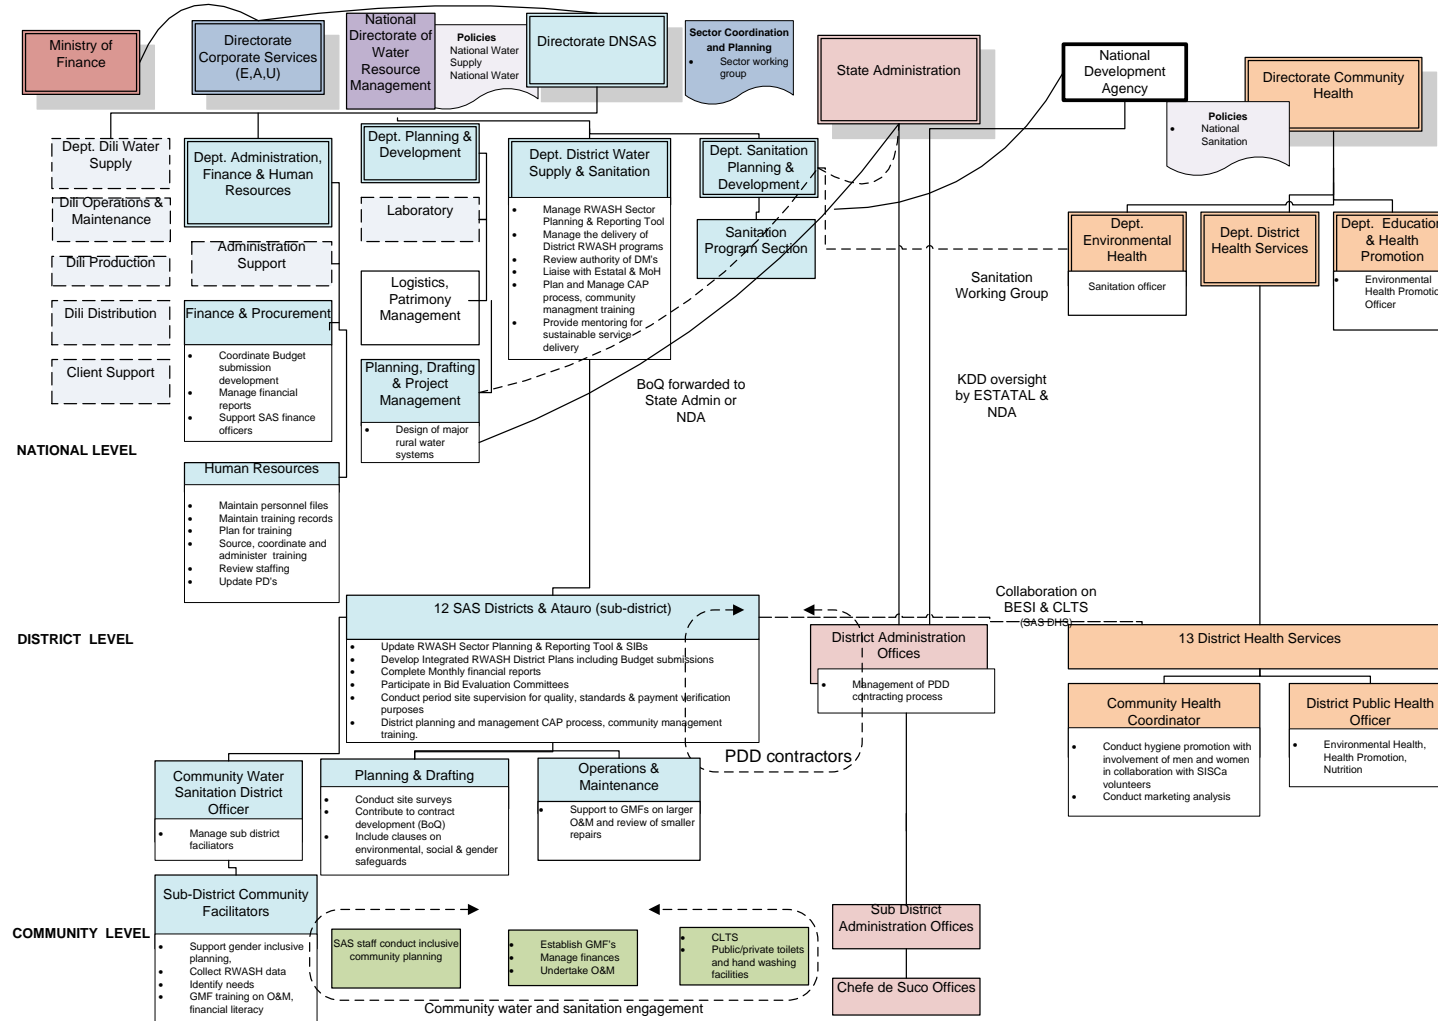 Ministry of
Finance
Directorate
Corporate Services
(E,A,U)
National
Directorate of
Water
Resource
Management
Policies
National Water
Supply
National Water
Directorate DNSAS
Sector Coordination
and Planning
• Sector working
group
State Administration
National
Development
Agency
Directorate Community
Health
Policies
• National
Sanitation
Dept. Dili Water
Supply
Dili Operations &
Maintenance
Dili Production
Dili Distribution
Client Support
Dept. Administration,
Finance & Human
Resources
Administration
Support
Finance & Procurement
• Coordinate Budget
submission
development
• Manage financial
reports
• Support SAS finance
officers
Human Resources
• Maintain personnel files
• Maintain training records
• Plan for training
• Source, coordinate and
administer training
• Review staffing
• Update PD's
Dept. Planning &
Development
Laboratory
Logistics,
Patrimony
Management
Planning, Drafting
& Project
Management
• Design of major
rural water
systems
Dept. District Water
Supply & Sanitation
• Manage RWASH Sector
Planning & Reporting Tool
• Manage the delivery of
District RWASH programs
• Review authority of DM's
• Liaise with Estatal & MoH
• Plan and Manage CAP
process, community
managment training
• Provide mentoring for
sustainable service
delivery
Dept. Sanitation
Planning &
Development
Sanitation
Program Section
BoQ forwarded to
State Admin or
NDA
Sanitation
Working Group
KDD oversight
by ESTATAL &
NDA
Dept.
Environmental
Health
Sanitation officer
Dept. District
Health Services
Dept. Education
& Health
Promotion
• Environmental
Health Promotic
Officer
NATIONAL LEVEL
DISTRICT LEVEL
12 SAS Districts & Atauro (sub-district)
• Update RWASH Sector Planning & Reporting Tool & SIBs
• Develop Integrated RWASH District Plans including Budget submissions
• Complete Monthly financial reports
• Participate in Bid Evaluation Committees
• Conduct period site supervision for quality, standards & payment verification
purposes
• District planning and management CAP process, community management
training.
PDD contractors
District Administration
Offices
• Management of PDD
contracting process
Collaboration on
BESI & CLTS
(SAS DHS)
13 District Health Services
Community Health
Coordinator
• Conduct hygiene promotion with
involvement of men and women
in collaboration with SISCa
volunteers
• Conduct marketing analysis
District Public Health
Officer
• Environmental Health,
Health Promotion,
Nutrition
Community Water
Sanitation District
Officer
• Manage sub district
faciliators
Planning & Drafting
• Conduct site surveys
• Contribute to contract
development (BoQ)
• Include clauses on
environmental, social & gender
safeguards
Operations &
Maintenance
• Support to GMFs on larger
O&M and review of smaller
repairs
COMMUNITY LEVEL
Sub-District Community
Facilitators
• Support gender inclusive
planning,
• Collect RWASH data
• Identify needs
• GMF training on O&M,
financial literacy
SAS staff conduct inclusive
community planning
• Establish GMF's
• Manage finances
• Undertake O&M
• CLTS
• Public/private toilets
and hand washing
facilities
Community water and sanitation engagement
Sub District
Administration Offices
Chefe de Suco Offices